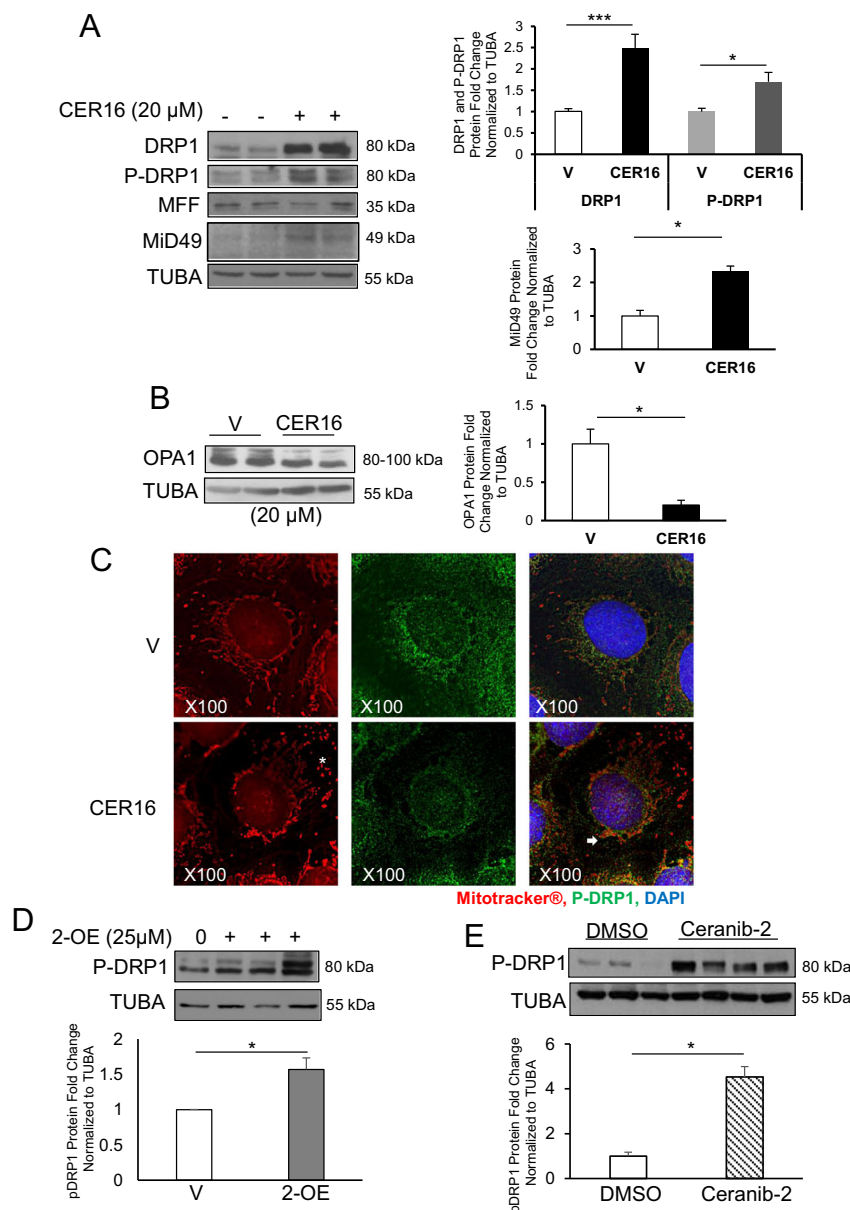 A
CER16 (20 µM) - - + +
DRP1 80 kDa
P-DRP1 80 kDa
MFF 35 kDa
MiD49 49 kDa
TUBA 55 kDa
DRP1 and P-DRP1
Protein Fold Change
Normalized to TUBA
3
2.5
2
1.5
1
0.5
0
***
*
V CER16 V CER16
DRP1 P-DRP1
MiD49 Protein
Fold Change Normalized
to TUBA
3
2
1
0
*
V CER16
B
V CER16
OPA1 80-100 kDa
TUBA 55 kDa
(20 µM)
OPA1 Protein Fold
Change Normalized
to TUBA
1.5
1
0.5
0
*
V CER16
C
V
X100 X100 X100
CER16
*
X100 X100 X100
Mitotracker®, P-DRP1, DAPI
D
2-OE (25µM) 0 + + +
P-DRP1 80 kDa
TUBA 55 kDa
pDRP1 Protein Fold Change
Normalized to TUBA
2
1.5
1
0.5
0
*
V 2-OE
E
DMSO Ceranib-2
P-DRP1 80 kDa
TUBA 55 kDa
pDRP1 Protein Fold Change
Normalized to TUBA
6
4
2
0
*
DMSO Ceranib-2